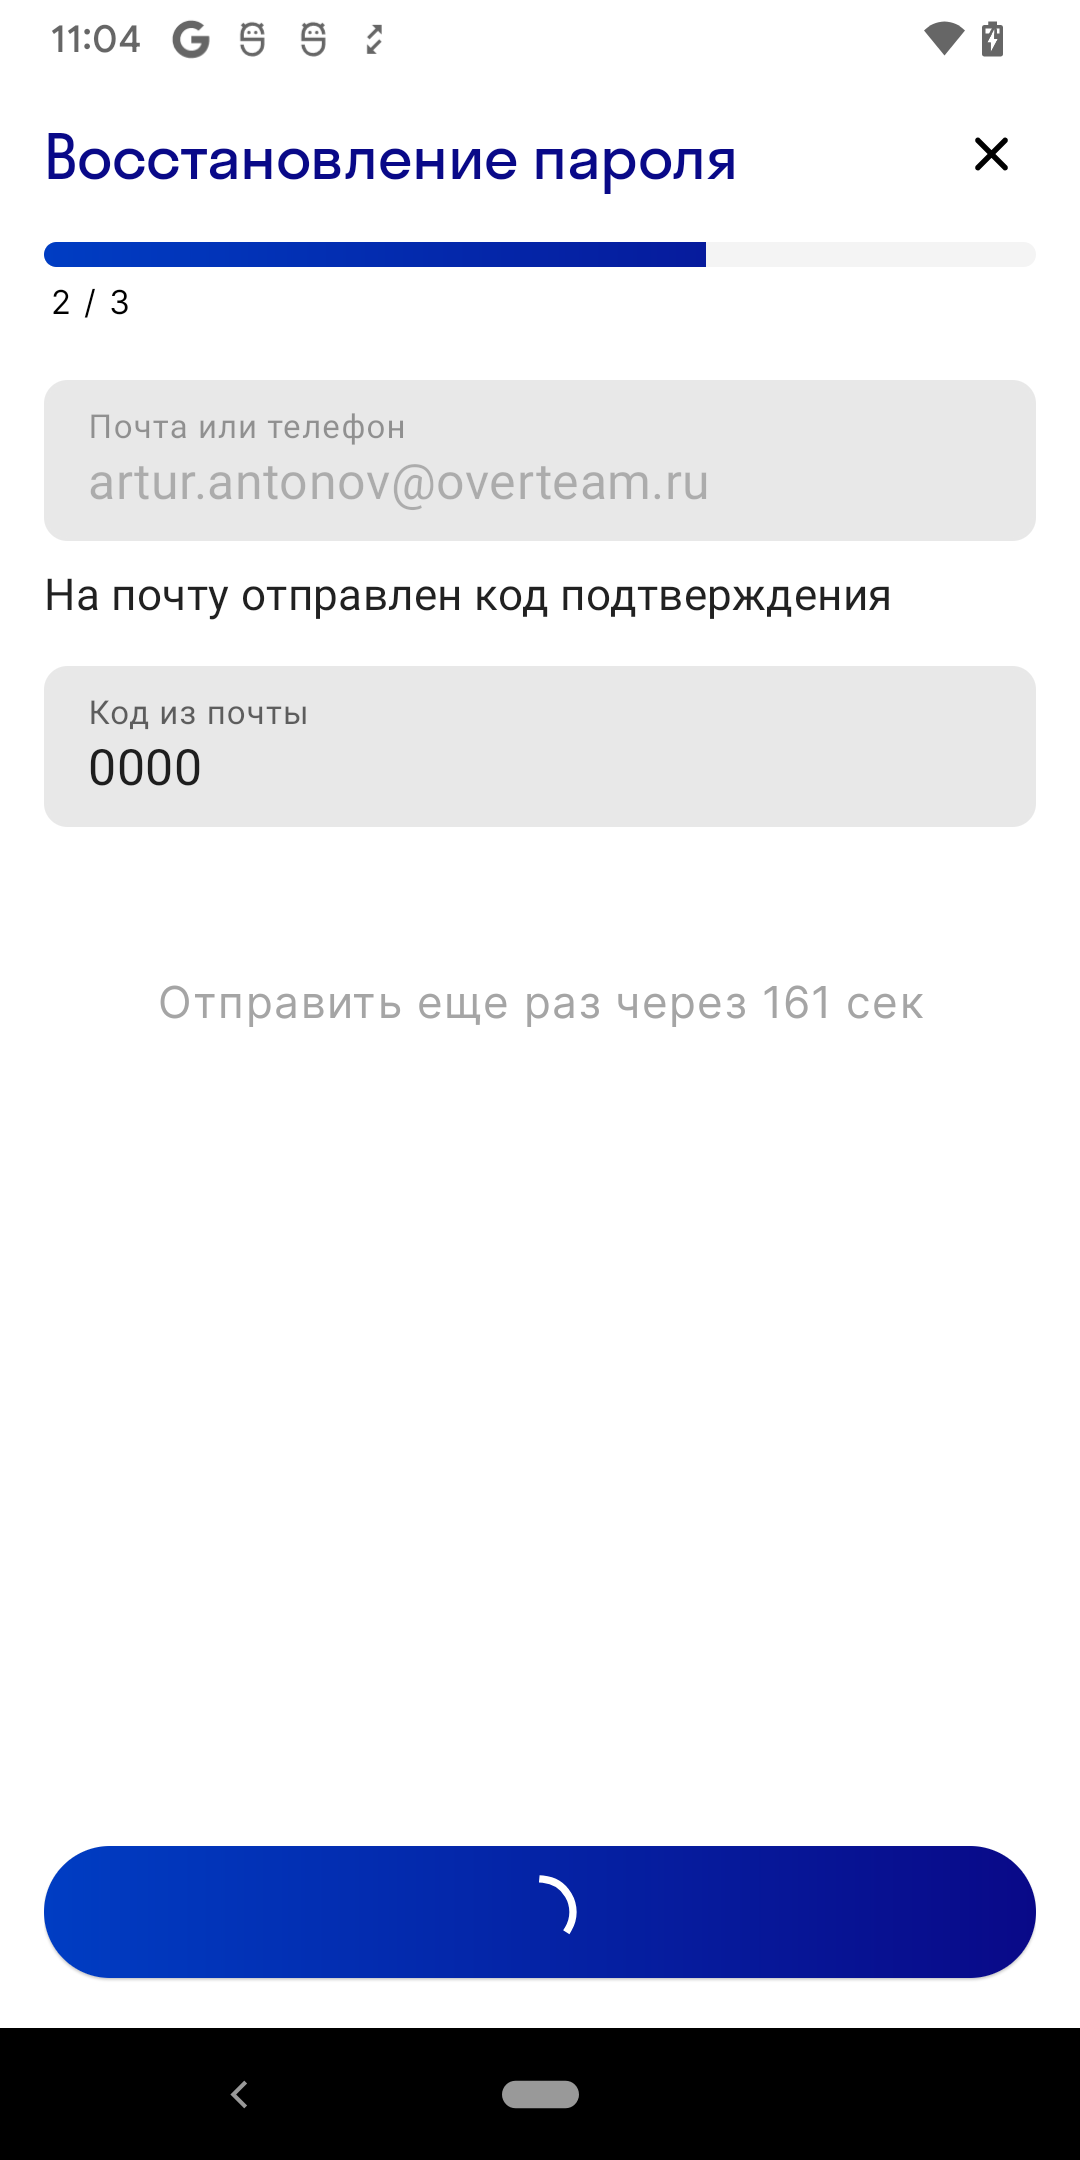 11:04
Восстановление пароля
2 / 3
Почта или телефон
artur.antonov@overteam.ru
На почту отправлен код подтверждения
Код из почты
0000
Отправить еще раз через 161 сек